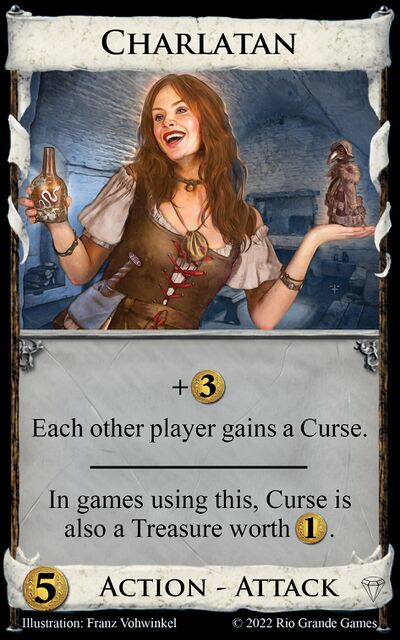 CHARLATAN
+3
Each other player gains a Curse.
In games using this, Curse is
also a Treasure worth 1.
5 ACTION - ATTACK
Illustration: Franz Vohwinkel © 2022 Rio Grande Games